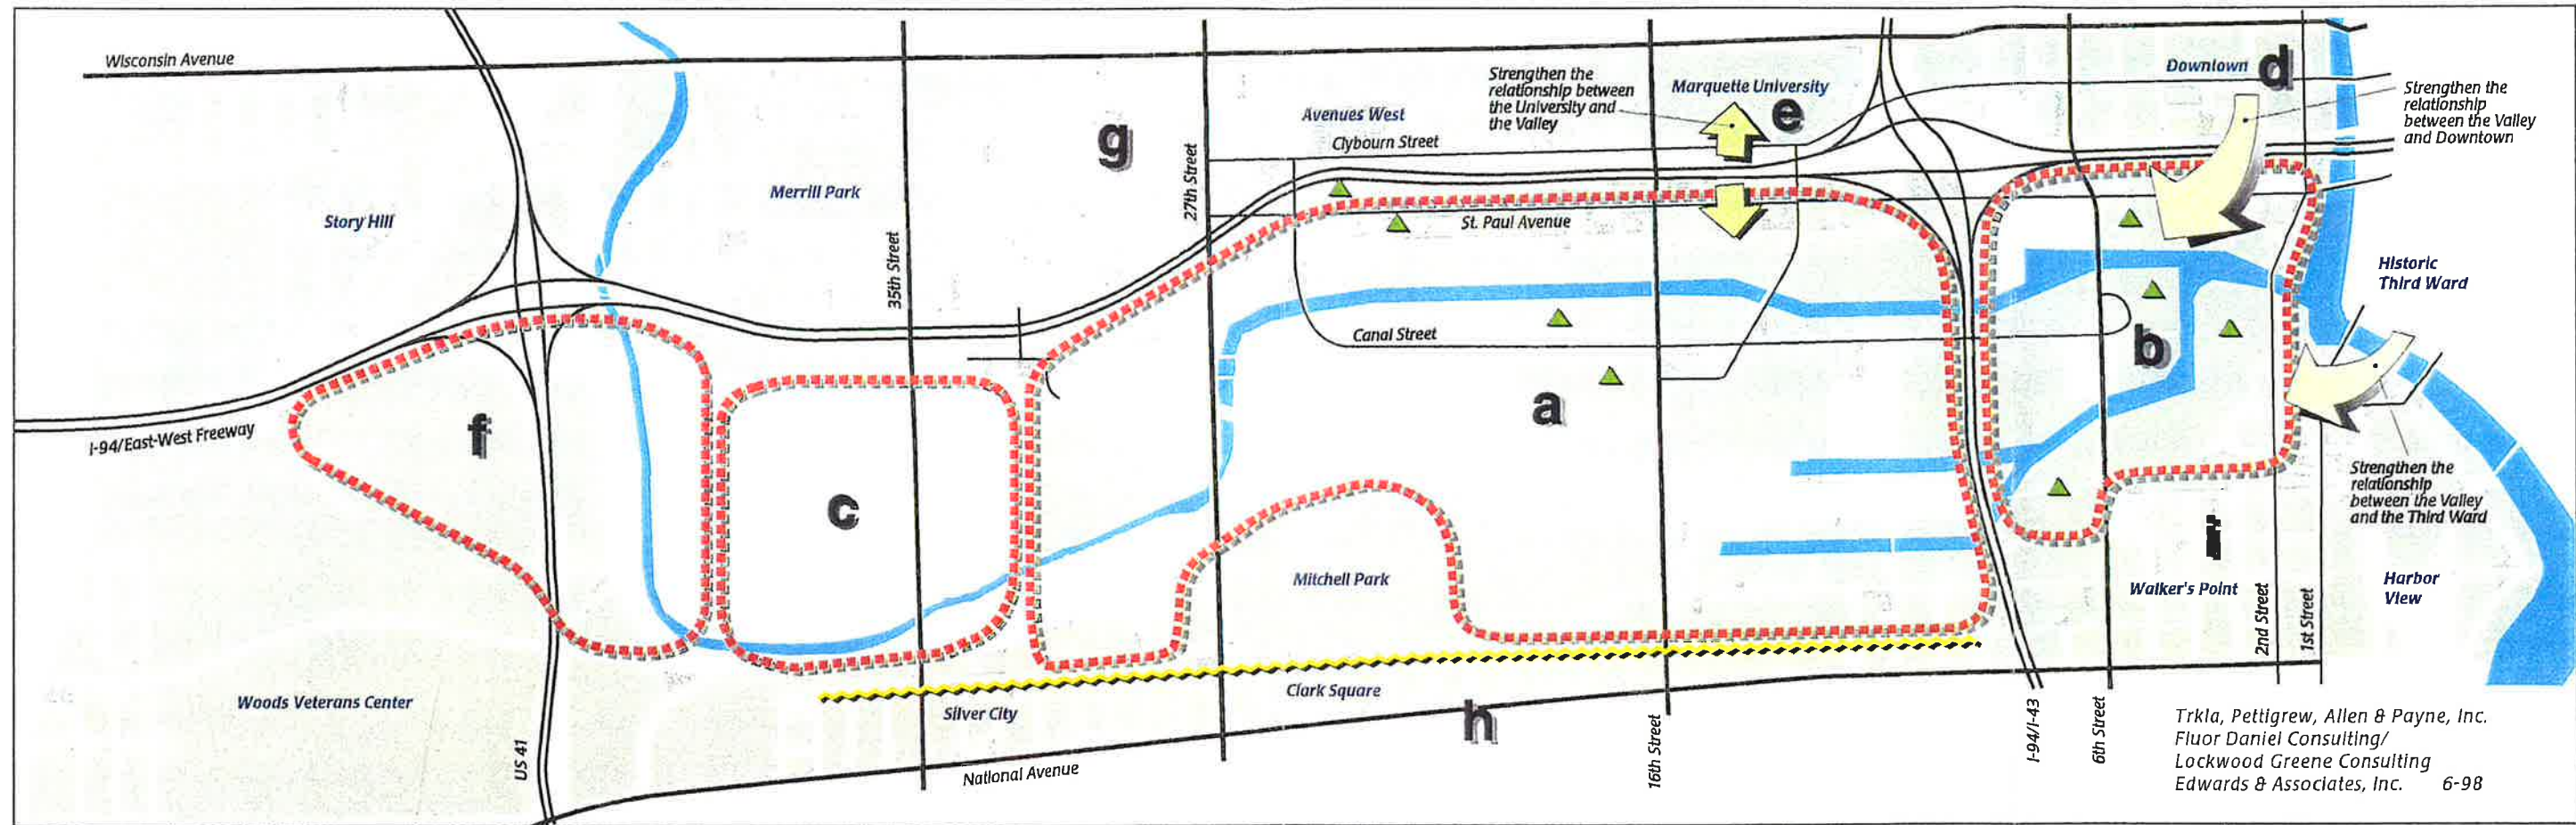 Wisconsin Avenue
Story Hill
Merrill Park
35th Street
g
27th Street
Avenues West
Clybourn Street
Strengthen the
relationship between
the University and
the Valley
Marquette University
e
Downtown
d
Strengthen the
relationship
between the Valley
and Downtown
St. Paul Avenue
Historic
Third Ward
Canal Street
b
a
I-94/East-West Freeway
f
c
Strengthen the
relationship
between the Valley
and the Third Ward
Mitchell Park
Walker's Point
2nd Street
1st Street
Harbor
View
Woods Veterans Center
Silver City
Clark Square
h
US 41
National Avenue
16th Street
I-94/I-43
6th Street
Trkla, Pettigrew, Allen & Payne, Inc.
Fluor Daniel Consulting/
Lockwood Greene Consulting
Edwards & Associates, Inc. 6-98